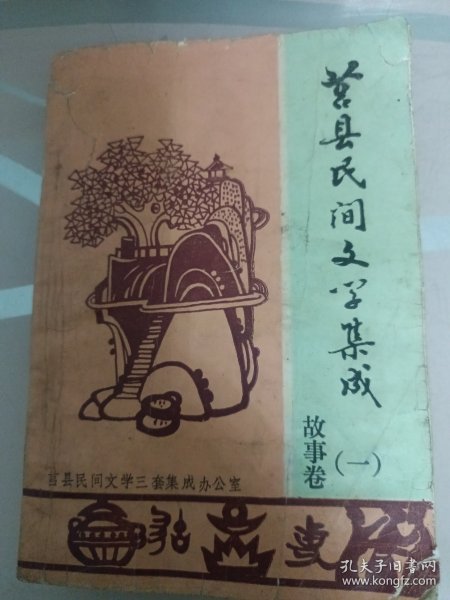 莒县民间文学集成
故事卷
(一)
莒县民间文学三套集成办公室
孔夫子旧书网
www.kongfz.com